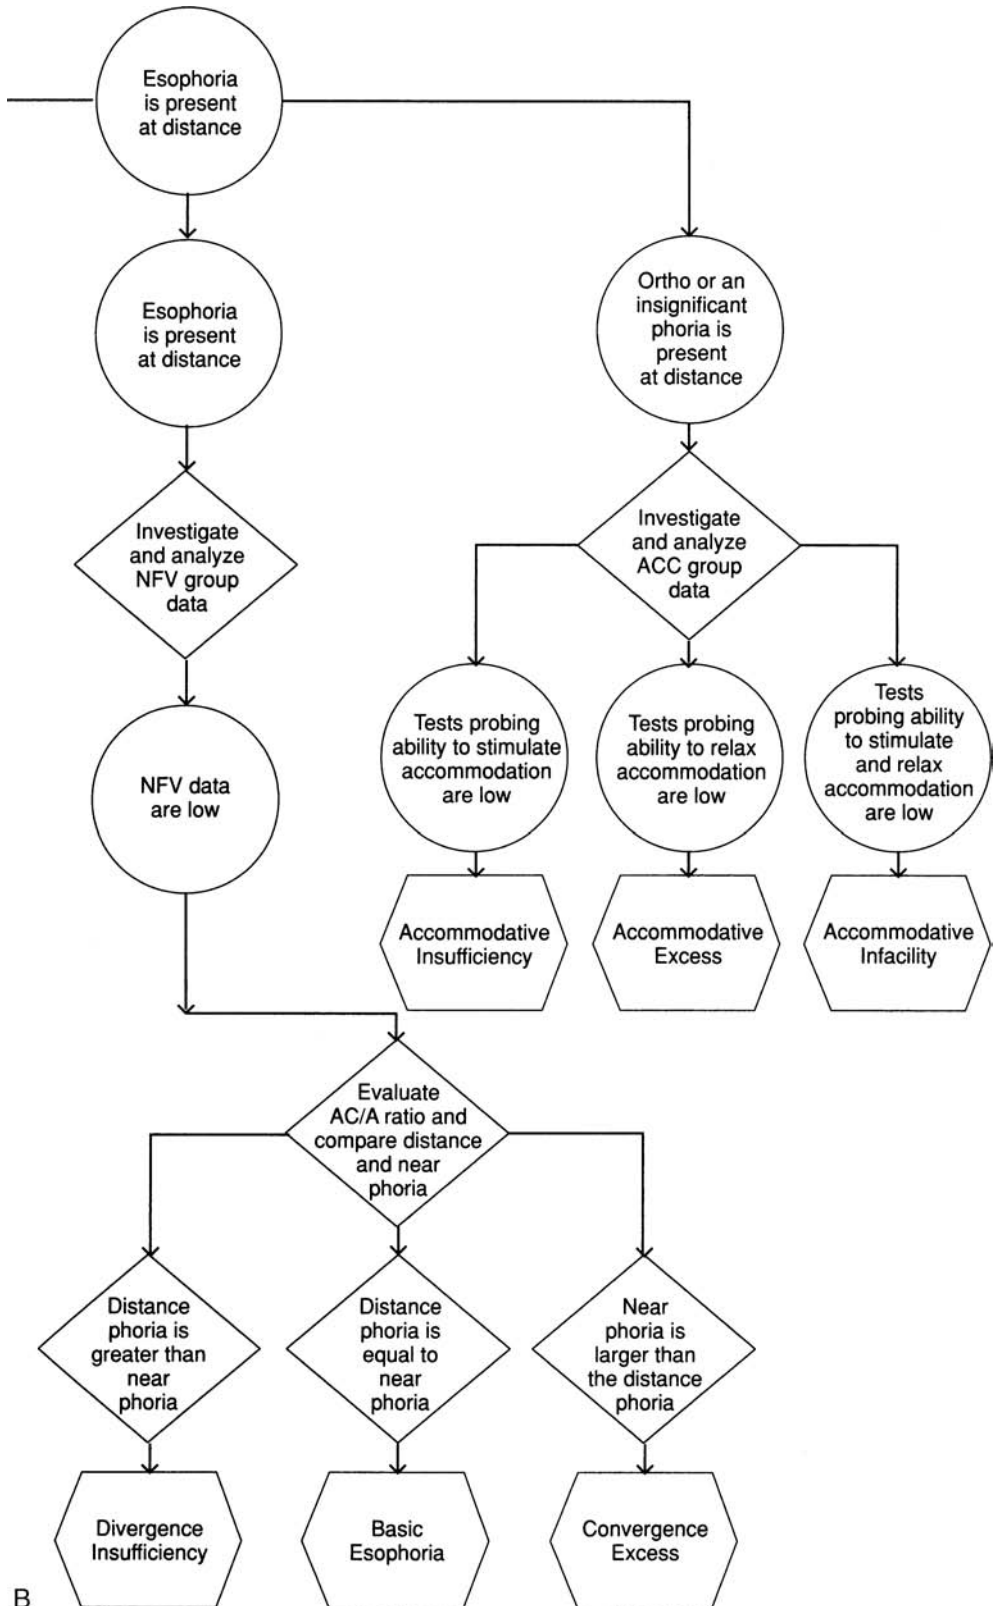 Esophoria
is present
at distance
Esophoria
is present
at distance
Ortho or an
insignificant
phoria is
present
at distance
Investigate
and analyze
NFV group
data
Investigate
and analyze
ACC group
data
NFV data
are low
Tests probing
ability to stimulate
accommodation
are low
Tests probing
ability to relax
accommodation
are low
Tests
probing ability
to stimulate
and relax
accommodation
are low
Accommodative
Insufficiency
Accommodative
Excess
Accommodative
Infacility
Evaluate
AC/A ratio and
compare distance
and near
phoria
Distance
phoria is
greater than
near
phoria
Distance
phoria is
equal to
near
phoria
Near
phoria is
larger than
the distance
phoria
Divergence
Insufficiency
Basic
Esophoria
Convergence
Excess
B